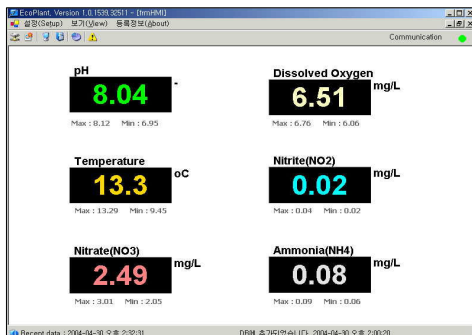 EcoPlant, Version 1.0.1539.32511 - [frmHMI]
설정(Setup) 보기(View) 등록정보(About)
Communication
pH
8.04 -
Max : 8.12 Min : 6.95
Dissolved Oxygen
6.51 mg/L
Max : 6.76 Min : 6.06
Temperature
13.3 oC
Max : 13.29 Min : 9.45
Nitrite(NO2)
0.02 mg/L
Max : 0.04 Min : 0.02
Nitrate(NO3)
2.49 mg/L
Max : 3.01 Min : 2.05
Ammonia(NH4)
0.08 mg/L
Max : 0.09 Min : 0.06
Recent data : 2004-04-30 오후 2:32:31
DB에 추가되었습니다. 2004-04-30 오후 2:00:20